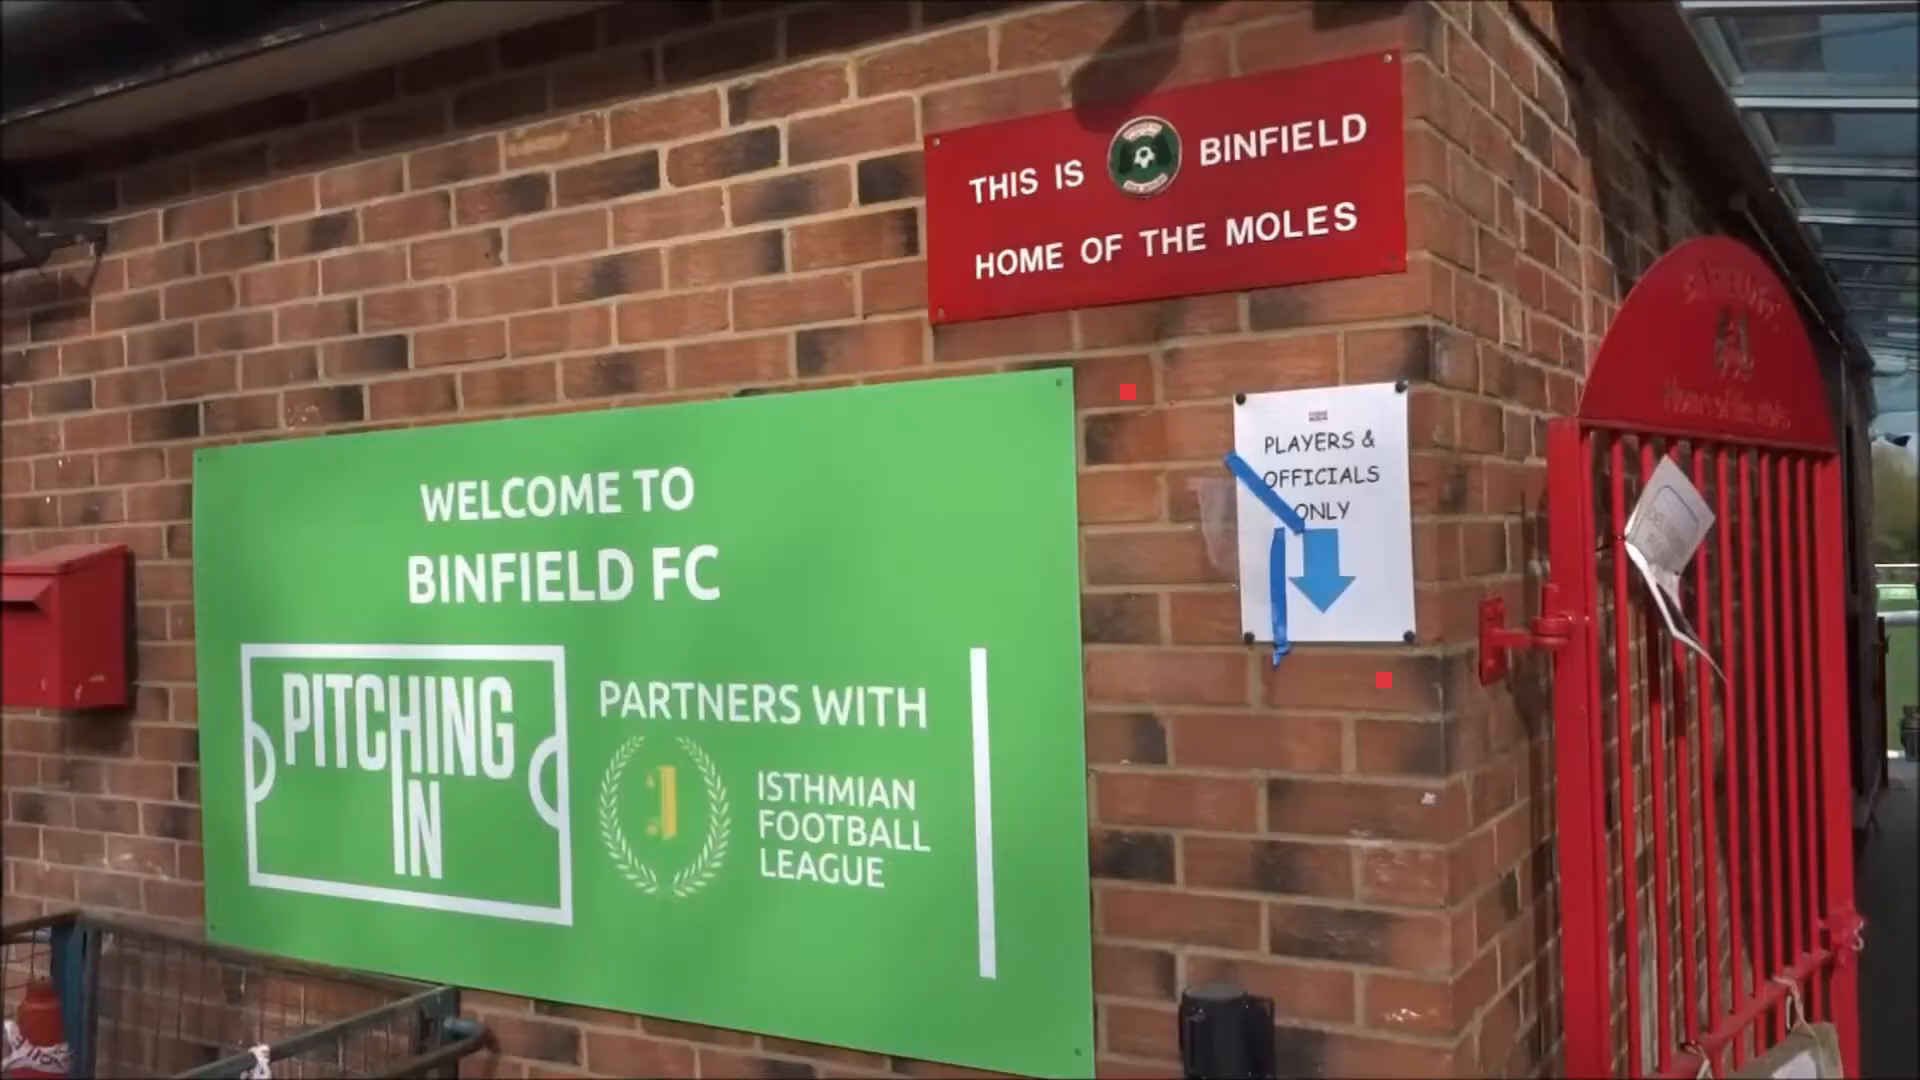 THIS IS BINFIELD
HOME OF THE MOLES
WELCOME TO
BINFIELD FC
PITCHING
IN
PARTNERS WITH
ISTHMIAN
FOOTBALL
LEAGUE
PLAYERS &
OFFICIALS
ONLY